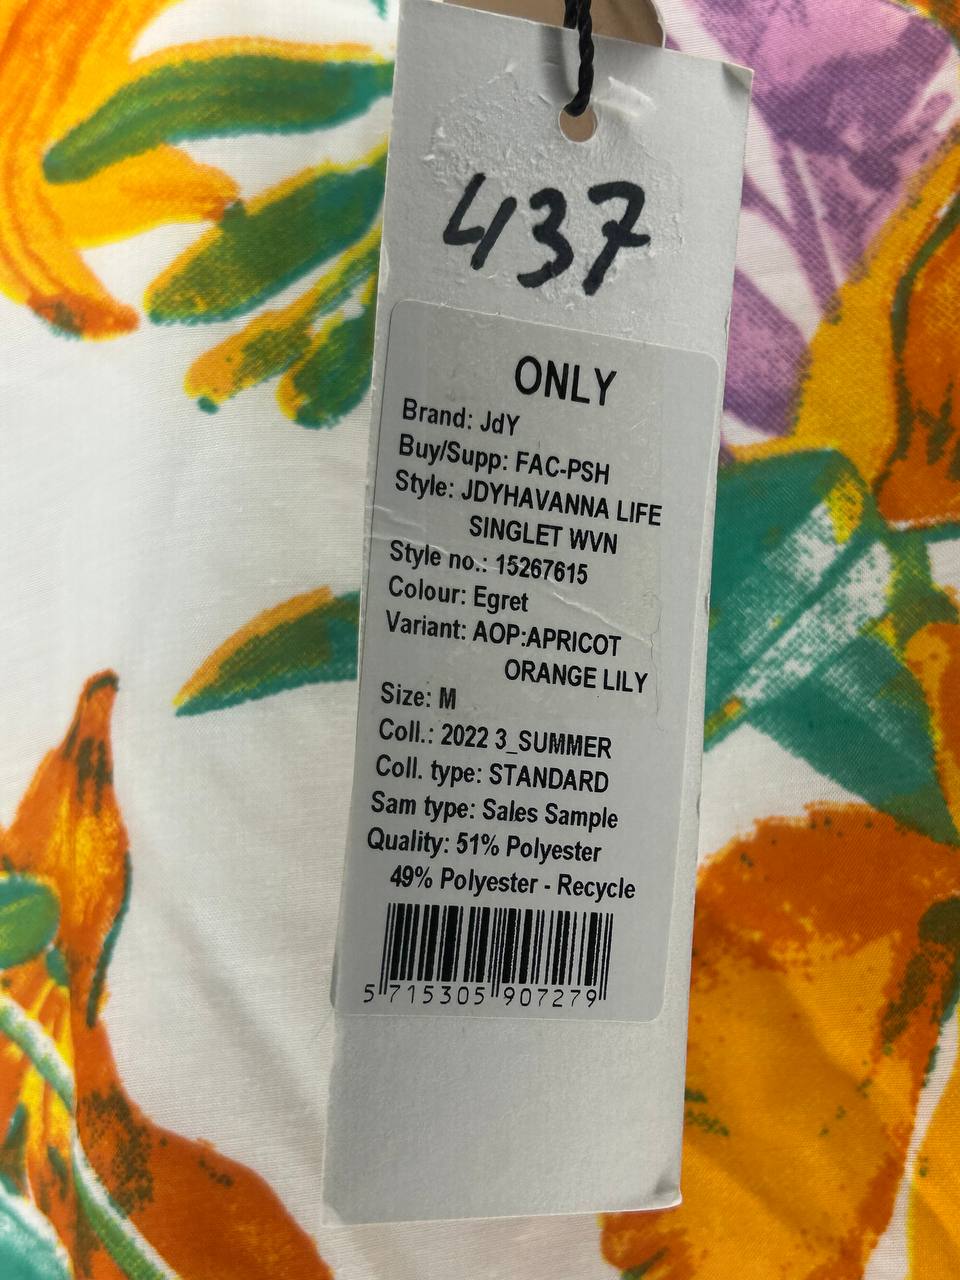 437
ONLY
Brand: JdY
Buy/Supp: FAC-PSH
Style: JDYHAVANNA LIFE
SINGLET WVN
Style no.: 15267615
Colour: Egret
Variant: AOP:APRICOT
ORANGE LILY
Size: M
Coll.: 2022 3_SUMMER
Coll. type: STANDARD
Sam type: Sales Sample
Quality: 51% Polyester
49% Polyester - Recycle
5 715305 907279